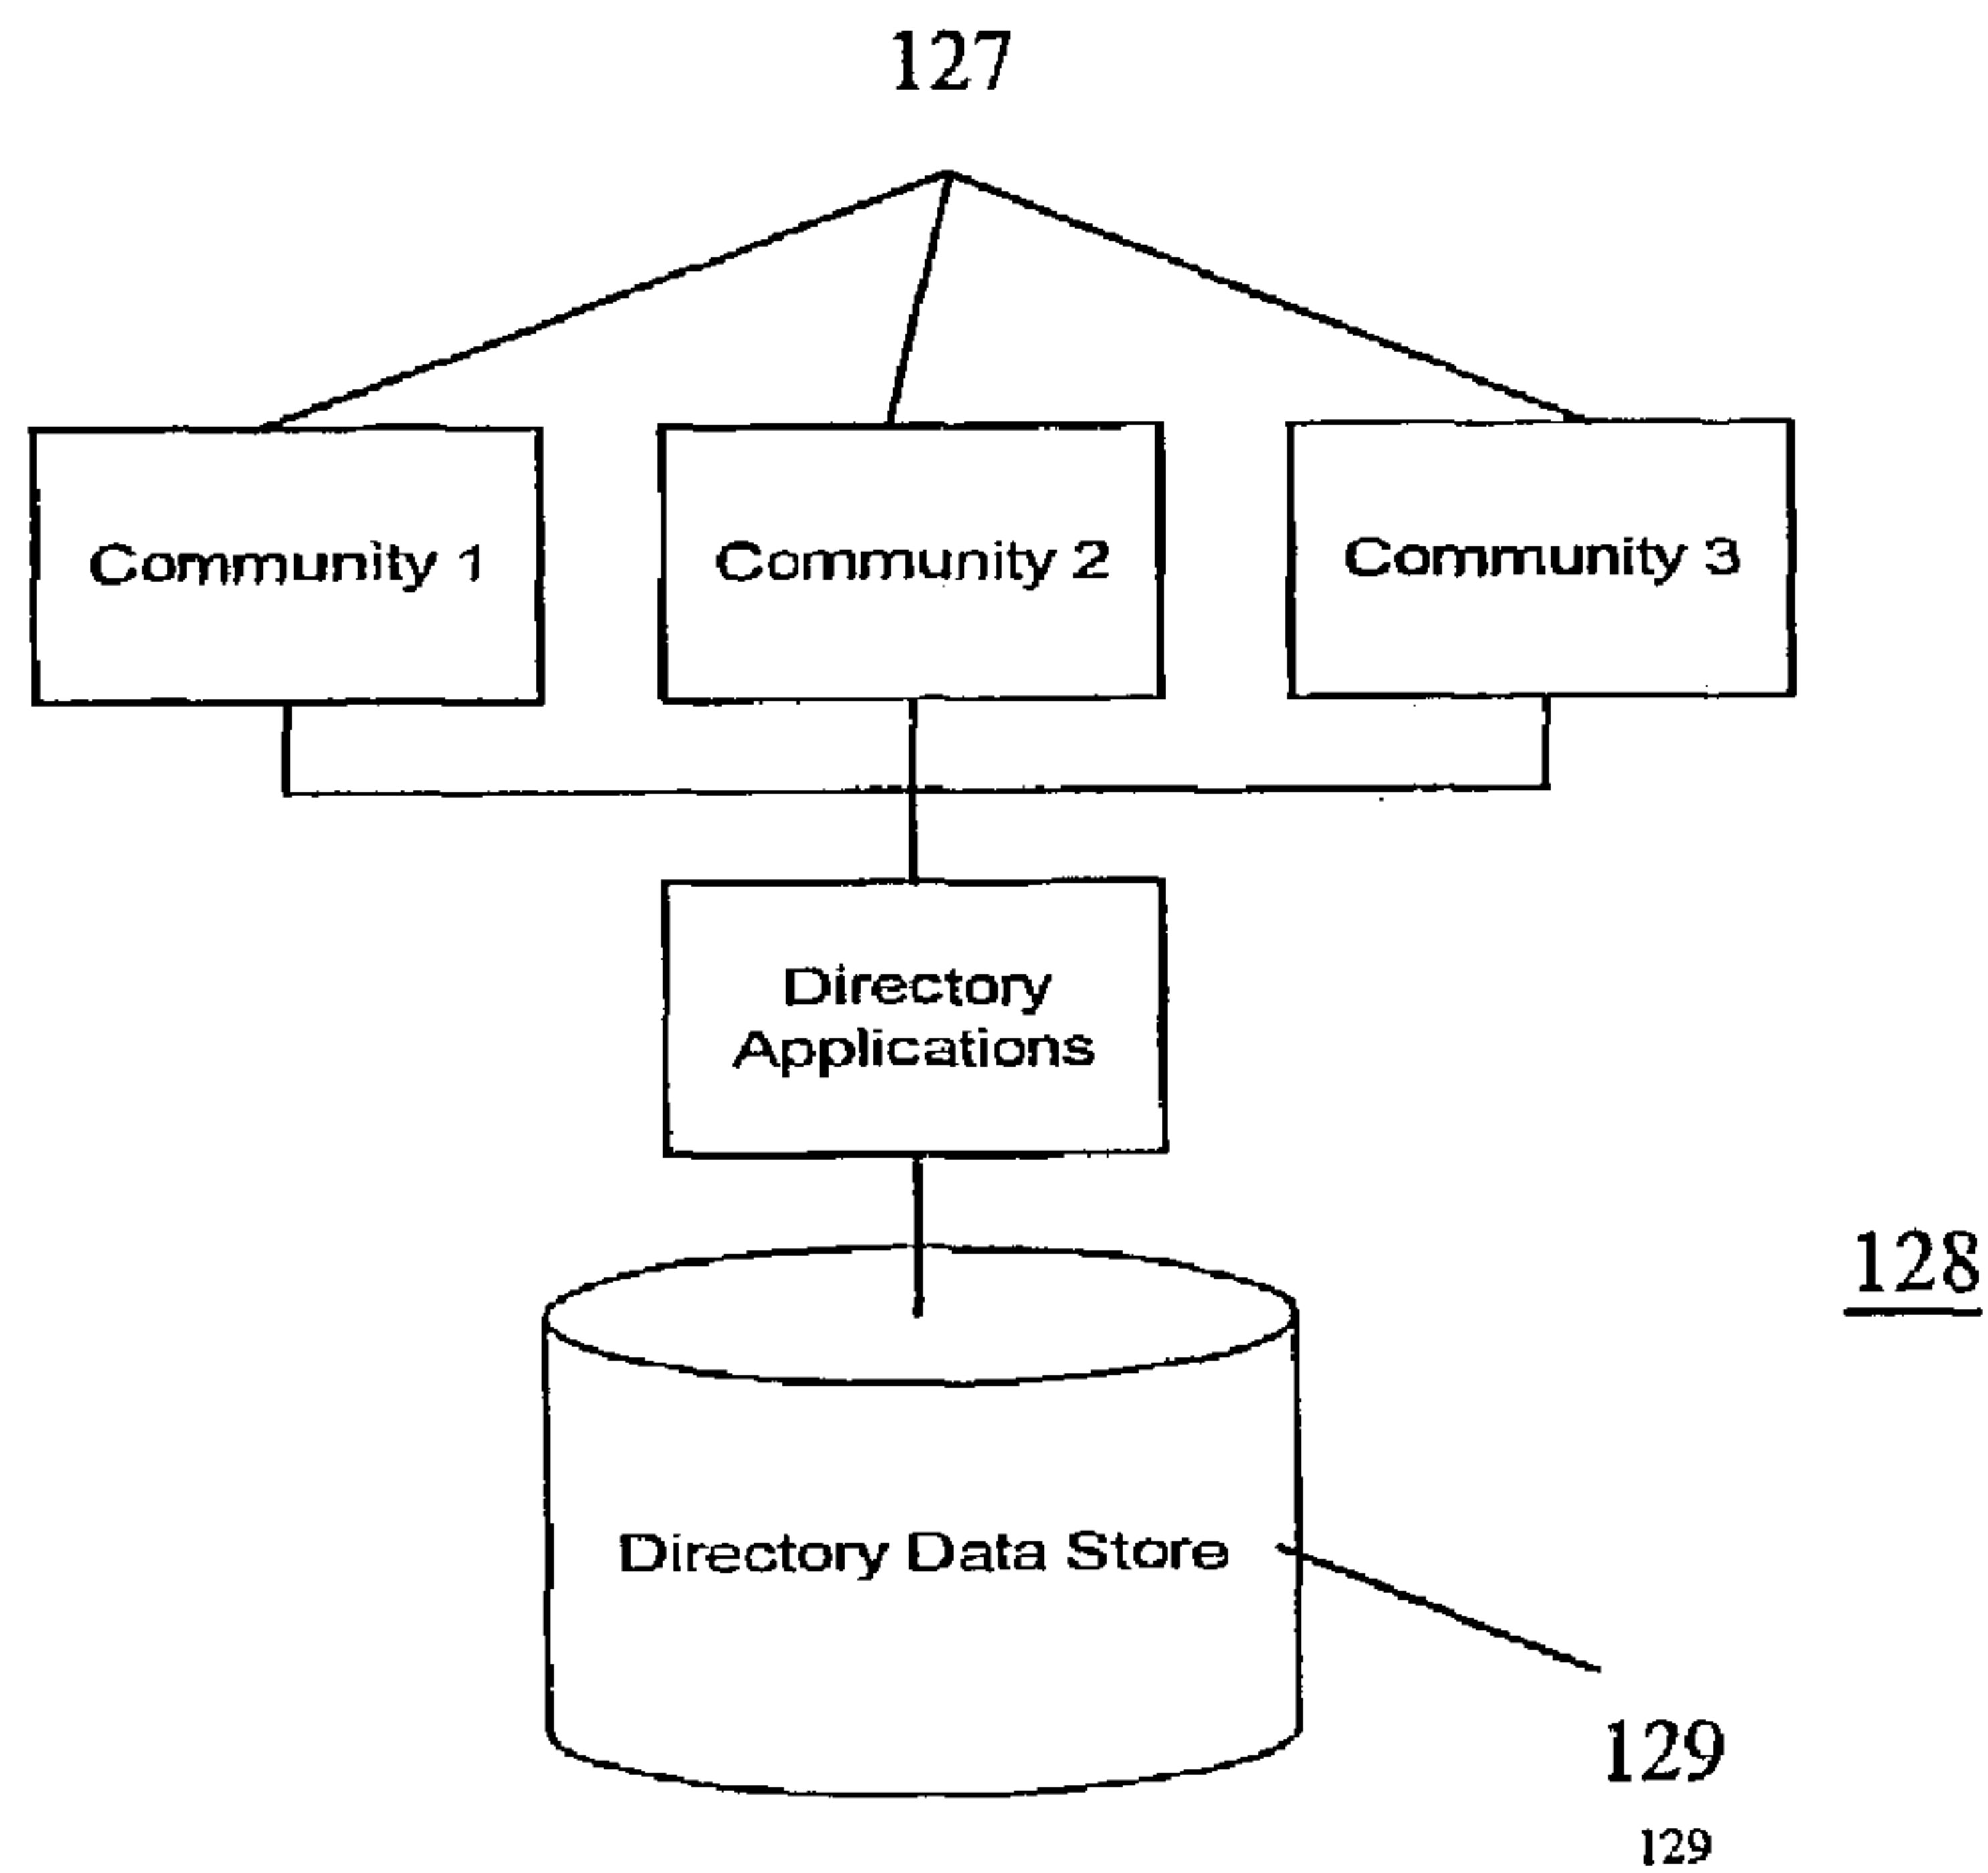 127
Community 1
Community 2
Community 3
Directory
Applications
128
Directory Data Store
129
129